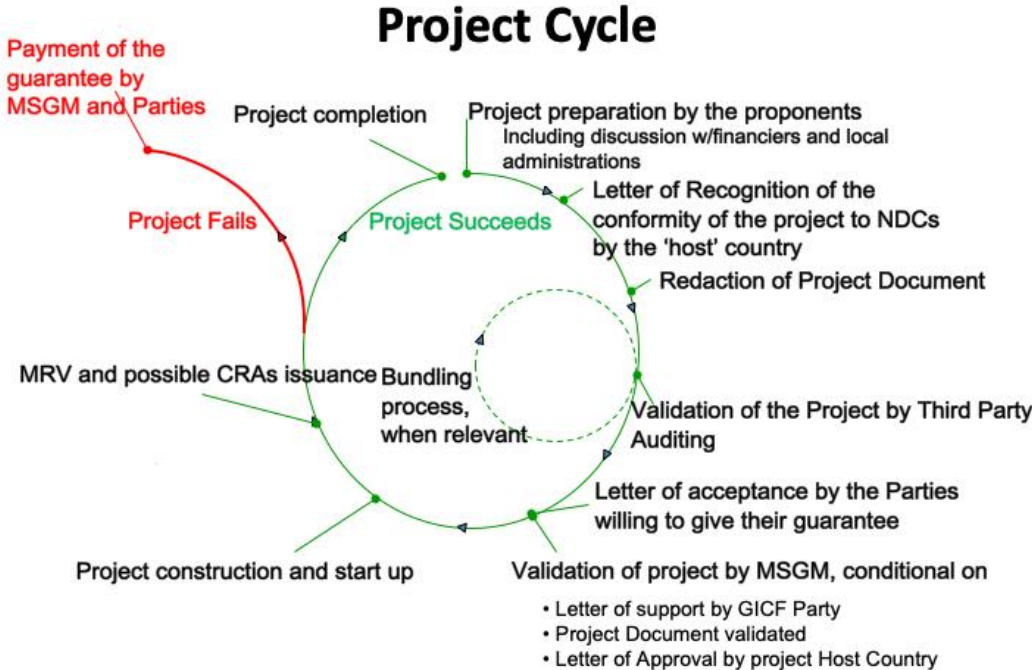 Project Cycle
Payment of the
guarantee by
MSGM and Parties
Project completion
Project preparation by the proponents
Including discussion w/financiers and local
administrations
Letter of Recognition of the
conformity of the project to NDCs
by the ‘host’ country
Project Fails
Project Succeeds
Redaction of Project Document
MRV and possible CRAs issuance
Bundling
process,
when relevant
Validation of the Project by Third Party
Auditing
Letter of acceptance by the Parties
willing to give their guarantee
Project construction and start up
Validation of project by MSGM, conditional on
• Letter of support by GICF Party
• Project Document validated
• Letter of Approval by project Host Country